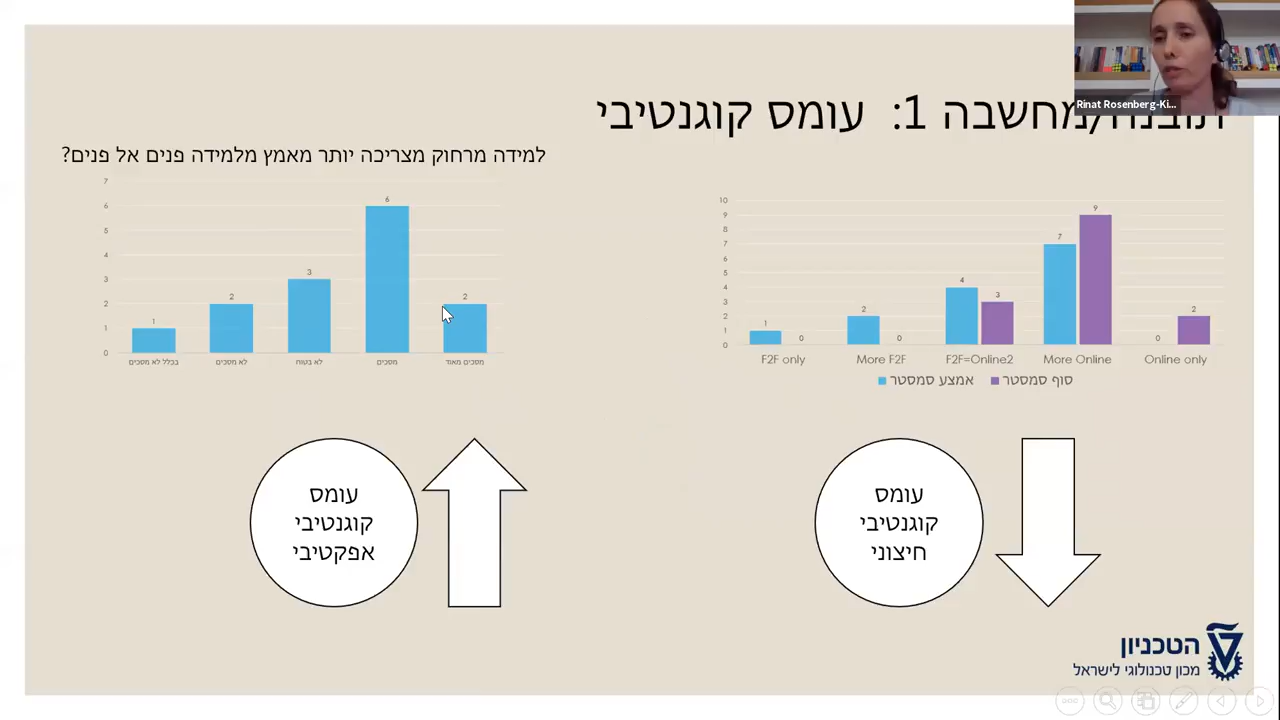 Rinat Rosenberg-Ki...
תובנה/מחשבה 1: עומס קוגנטיבי
למידה מרחוק מצריכה יותר מאמץ מלמידה פנים אל פנים?
10
9
8
7
6
5
4
3
2
1
0
1
0
2
0
4
3
7
9
0
2
F2F only
More F2F
F2F=Online2
More Online
Online only
אמצע סמסטר
סוף סמסטר
7
6
5
4
3
2
1
0
1
2
3
6
2
בכלל לא מסכים
לא מסכים
לא בטוח
מסכים
מסכים מאוד
עומס
קוגנטיבי
חיצוני
עומס
קוגנטיבי
אפקטיבי
הטכניון
מכון טכנולוגי לישראל